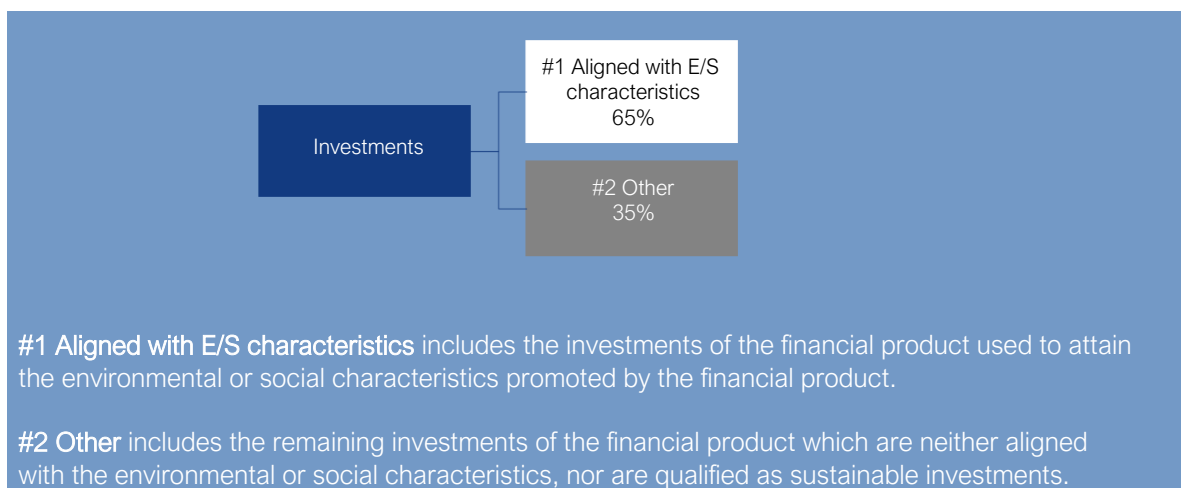 #1 Aligned with E/S
characteristics
65%
Investments
#2 Other
35%
#1 Aligned with E/S characteristics includes the investments of the financial product used to attain
the environmental or social characteristics promoted by the financial product.
#2 Other includes the remaining investments of the financial product which are neither aligned
with the environmental or social characteristics, nor are qualified as sustainable investments.